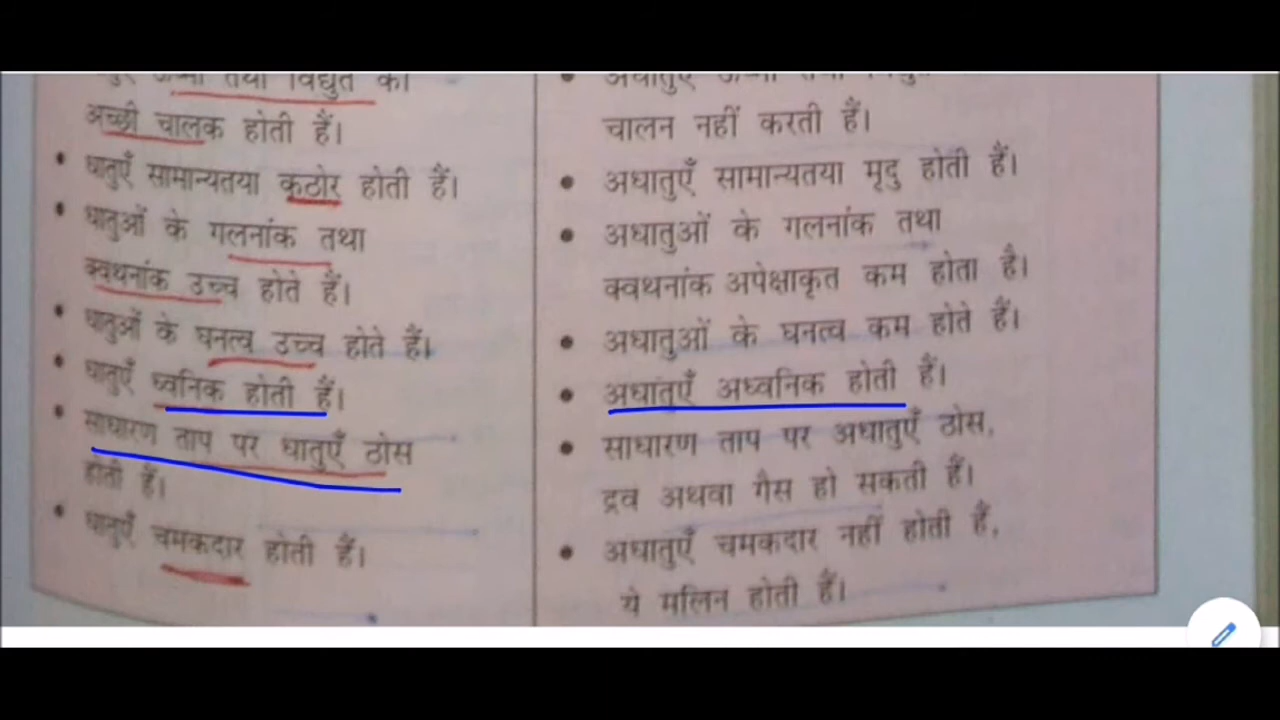 तथा विद्युत की
अच्छी चालक होती हैं।
• धातुएँ सामान्यतया कठोर होती हैं।
• धातुओं के गलनांक तथा
क्वथनांक उच्च होते हैं।
• धातुओं के घनत्व उच्च होते हैं।
• धातुएँ ध्वनिक होती हैं।
• साधारण ताप पर धातुएँ ठोस
होती हैं।
• धातुएँ चमकदार होती हैं।
• अधातुएँ
चालन नहीं करती हैं।
• अधातुएँ सामान्यतया मृदु होती हैं।
• अधातुओं के गलनांक तथा
क्वथनांक अपेक्षाकृत कम होता है।
• अधातुओं के घनत्व कम होते हैं।
• अधातुएँ अध्वनिक होती हैं।
• साधारण ताप पर अधातुएँ ठोस,
द्रव अथवा गैस हो सकती हैं।
• अधातुएँ चमकदार नहीं होती हैं,
ये मलिन होती हैं।